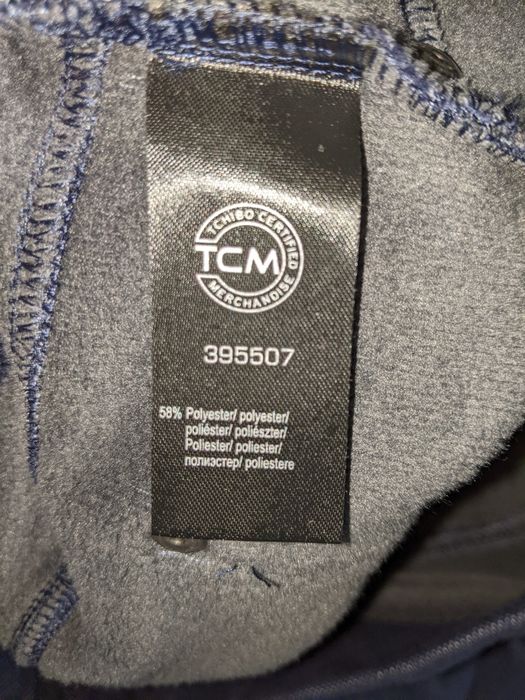 TCHIBO CERTIFIED
TCM
MERCHANDISE
395507
58% Polyester/ polyester/
poliéster/ poliészter/
Poliester/ poliester/
полиэстер/ poliestere